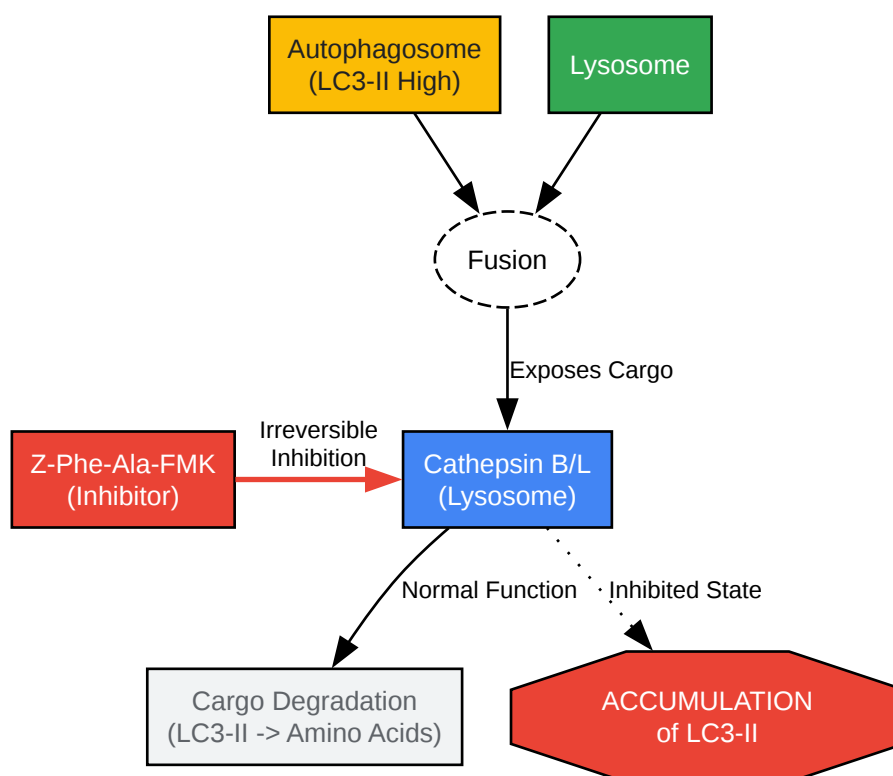 Autophagosome
(LC3-II High)
Lysosome
Fusion
Exposes Cargo
Irreversible
Inhibition
Z-Phe-Ala-FMK
(Inhibitor)
Cathepsin B/L
(Lysosome)
Normal Function
Inhibited State
Cargo Degradation
(LC3-II -> Amino Acids)
ACCUMULATION
of LC3-II